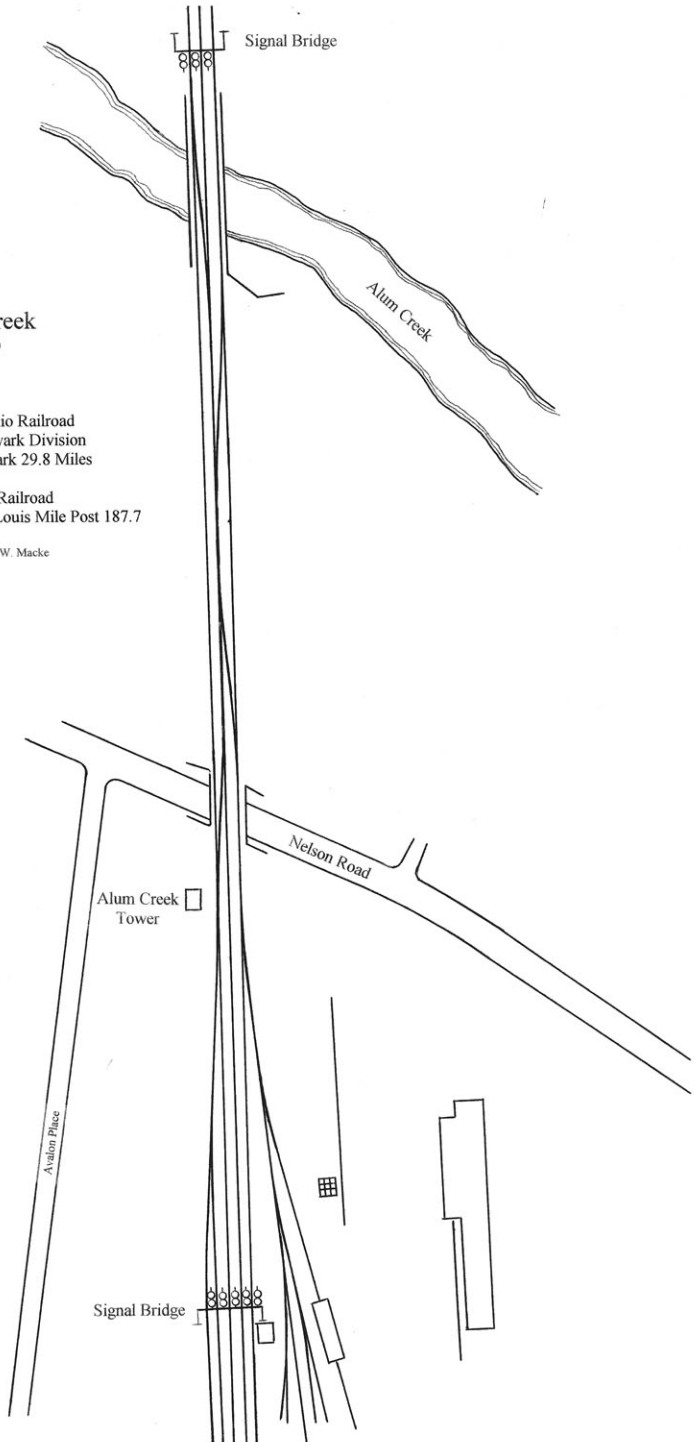 Signal Bridge
Alum Creek
reek
io Railroad
ark Division
ark 29.8 Miles
Railroad
Louis Mile Post 187.7
W. Macke
Nelson Road
Alum Creek
Tower
Avalon Place
Signal Bridge